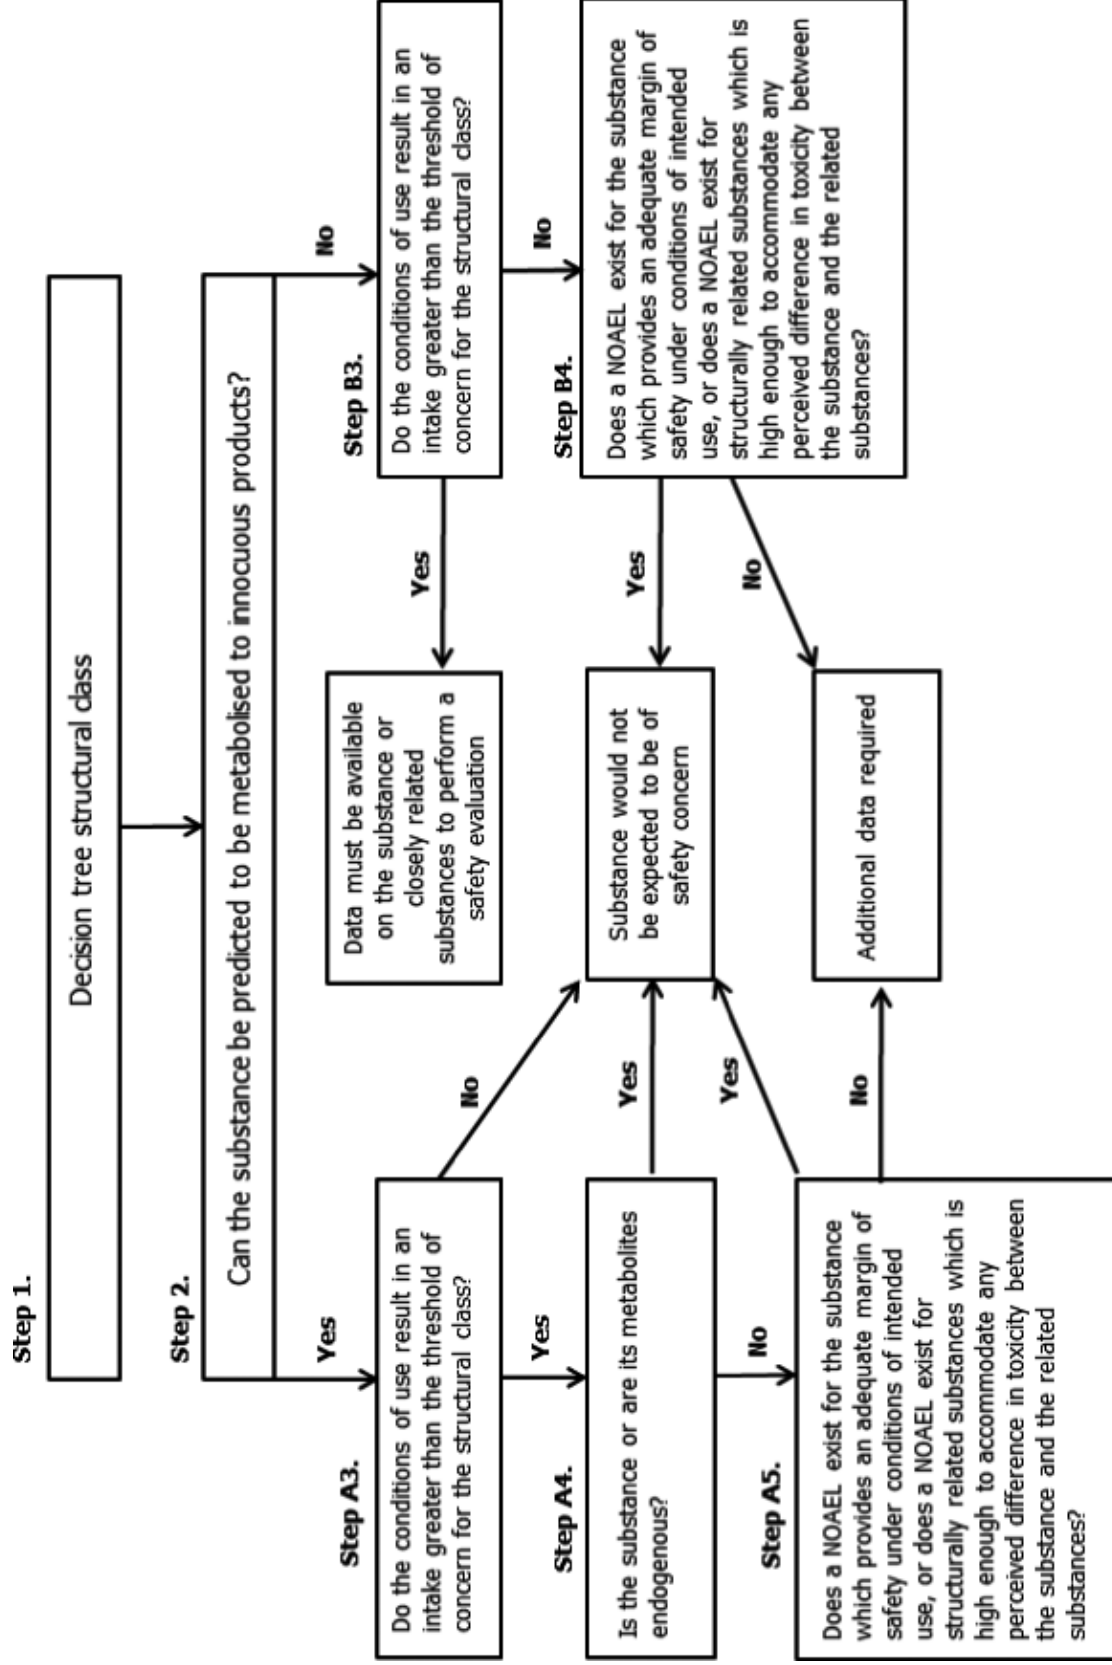 Step 1.
Decision tree structural class
Step 2.
Can the substance be predicted to be metabolised to innocuous products?
Yes
No
Step A3.
Do the conditions of use result in an
intake greater than the threshold of
concern for the structural class?
No
Data must be available
on the substance or
closely related
substances to perform a
safety evaluation
Yes
Step B3.
Do the conditions of use result in an
intake greater than the threshold of
concern for the structural class?
Yes
No
Step A4.
Is the substance or are its metabolites
endogenous?
Yes
Substance would not
be expected to be of
safety concern
Yes
Step B4.
Does a NOAEL exist for the substance
which provides an adequate margin of
safety under conditions of intended
use, or does a NOAEL exist for
structurally related substances which is
high enough to accommodate any
perceived difference in toxicity between
the substance and the related
substances?
No
Yes
No
Step A5.
Does a NOAEL exist for the substance
which provides an adequate margin of
safety under conditions of intended
use, or does a NOAEL exist for
structurally related substances which is
high enough to accommodate any
perceived difference in toxicity between
the substance and the related
substances?
No
Additional data required